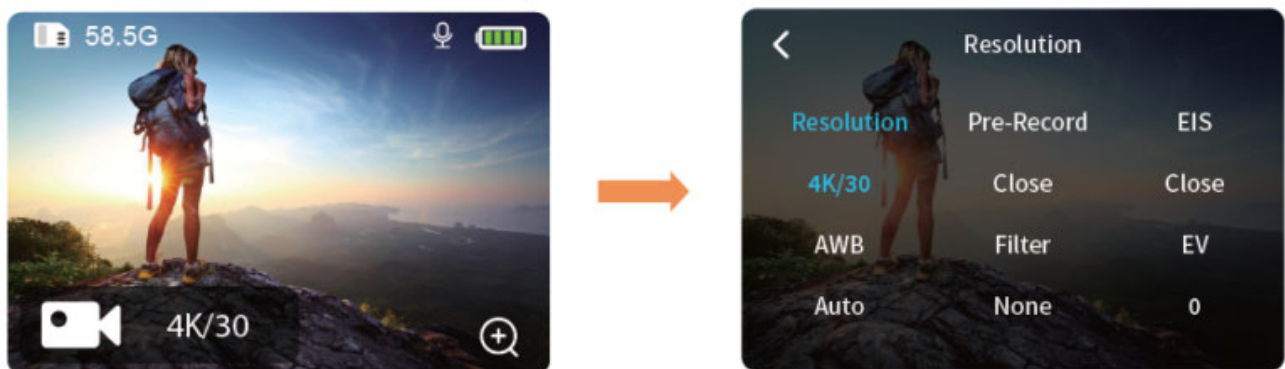 58.5G
4K/30
Resolution
Resolution Pre-Record EIS
4K/30 Close Close
AWB Filter EV
Auto None 0